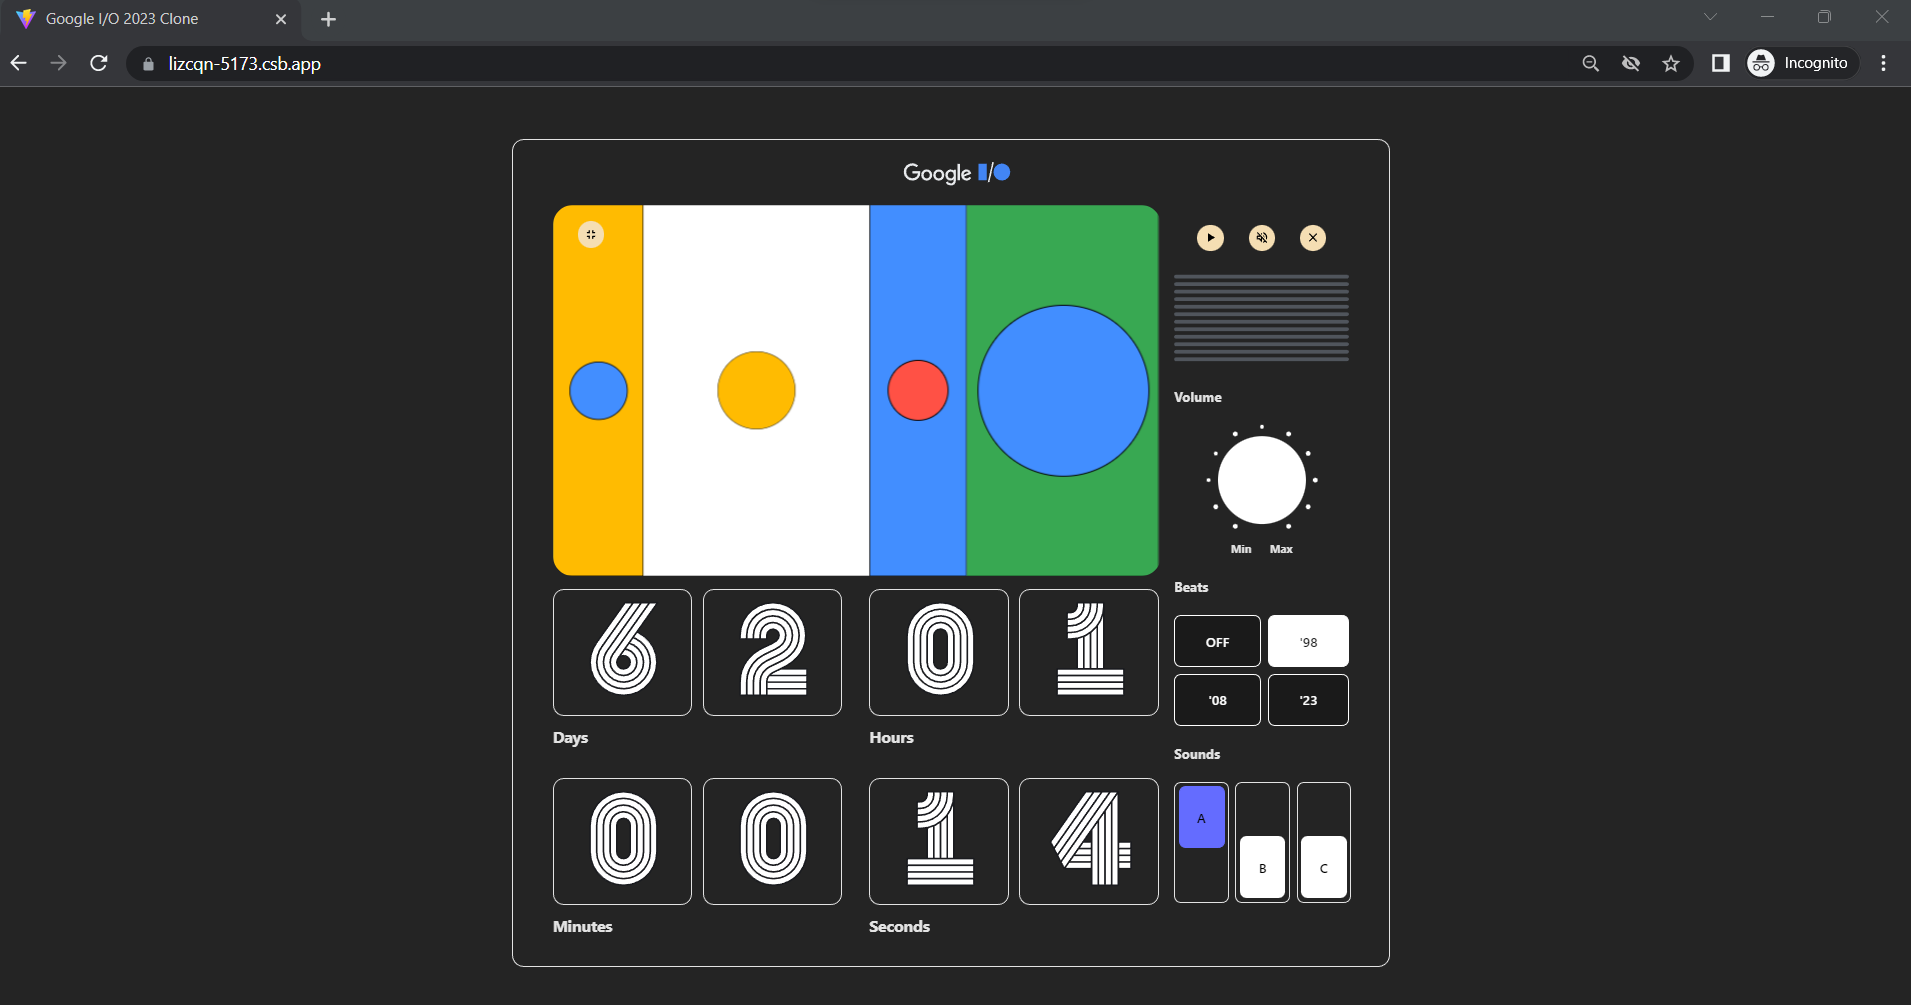 Google I/O 2023 Clone
lizcqn-5173.csb.app
Incognito
Google I/O
Volume
Min Max
Beats
OFF '98
'08 '23
6 2 0 1
Days Hours
Sounds
A
B C
0 0 1 4
Minutes Seconds